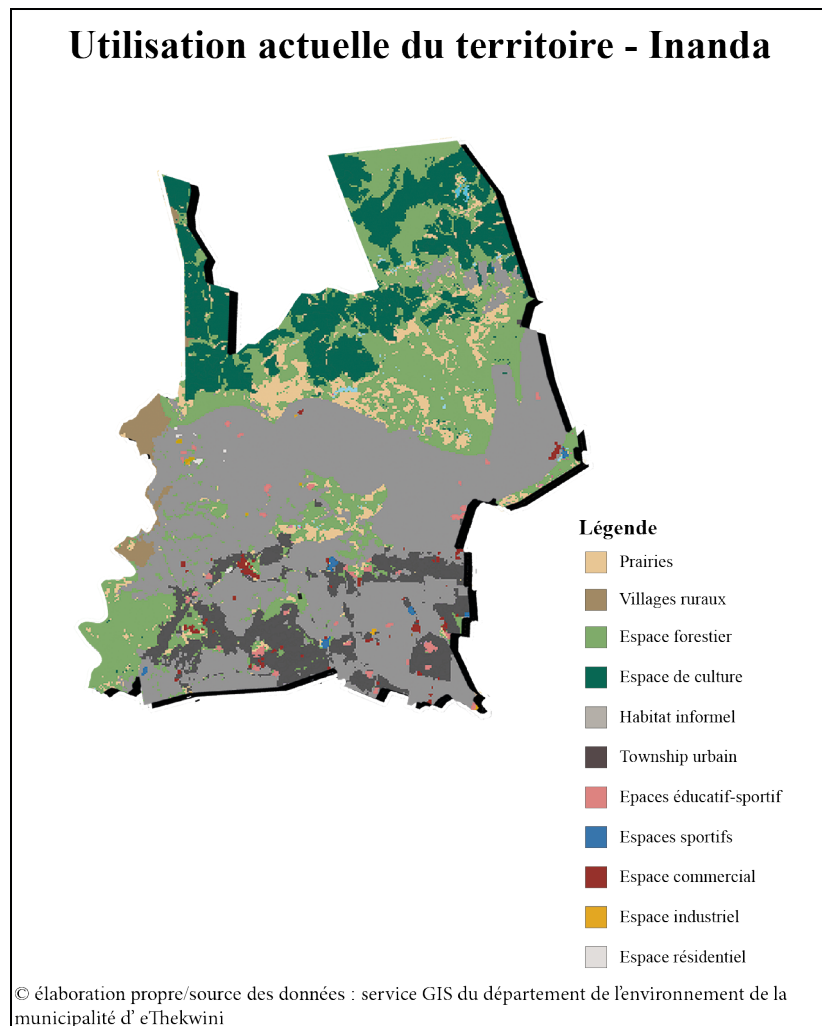 Utilisation actuelle du territoire - Inanda
Légende
Prairies
Villages ruraux
Espace forestier
Espace de culture
Habitat informel
Township urbain
Epaces éducatif-sportif
Espaces sportifs
Espace commercial
Espace industriel
Espace résidentiel
© élaboration propre/source des données : service GIS du département de l'environnement de la
municipalité d' eThekwini